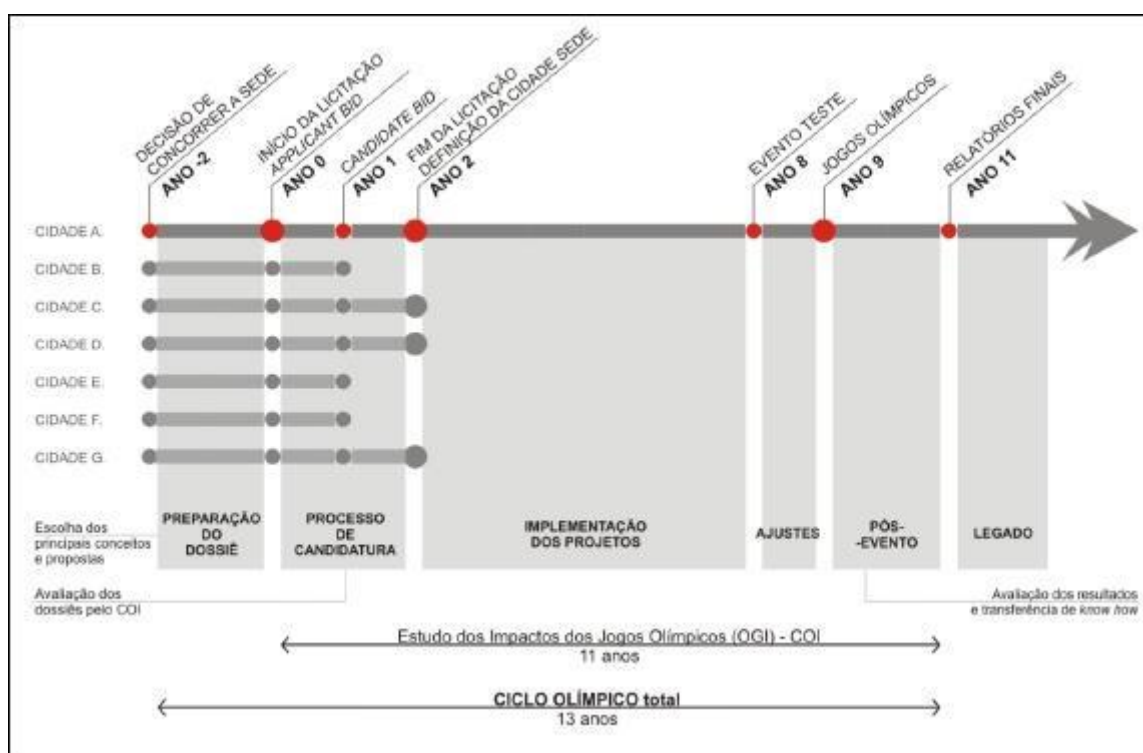 DECISÃO DE
CONCORRER A SEDE
ANO -2
INÍCIO DA LICITAÇÃO
APPLICANT BID
ANO 0
CANDIDATE BID
ANO 1
FIM DA LICITAÇÃO
DEFINIÇÃO DA CIDADE SEDE
ANO 2
EVENTO TESTE
ANO 8
JOGOS OLÍMPICOS
ANO 9
RELATÓRIOS FINAIS
ANO 11
CIDADE A.
CIDADE B.
CIDADE C.
CIDADE D.
CIDADE E.
CIDADE F.
CIDADE G.
Escolha dos
principais conceitos
e propostas
PREPARAÇÃO
DO
DOSSIÊ
PROCESSO
DE
CANDIDATURA
IMPLEMENTAÇÃO
DOS PROJETOS
AJUSTES
PÓS-
-EVENTO
LEGADO
Avaliação dos
dossiês pelo COI
Avaliação dos resultados
e transferência de know how
Estudo dos Impactos dos Jogos Olímpicos (OGI) - COI
11 anos
CICLO OLÍMPICO total
13 anos